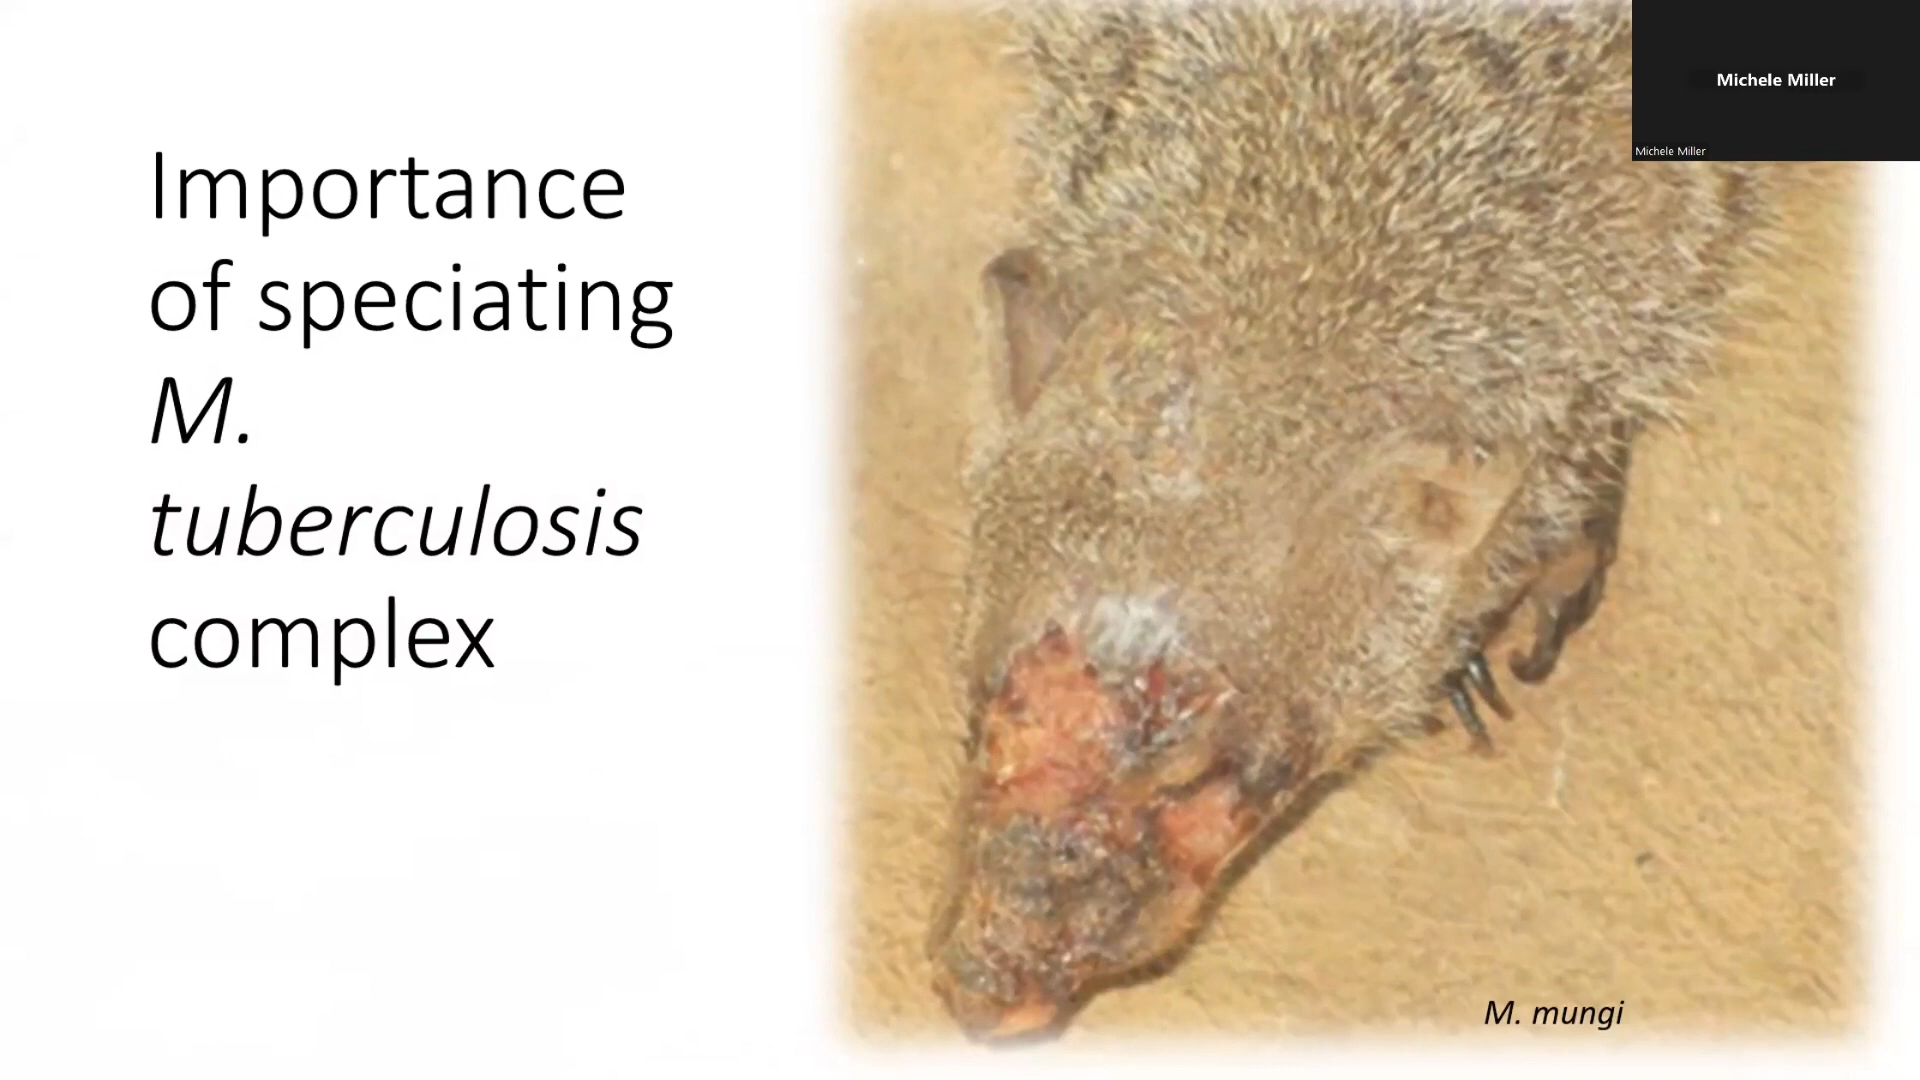 Importance
of speciating
M.
tuberculosis
complex
Michele Miller
Michele Miller
M. mungi